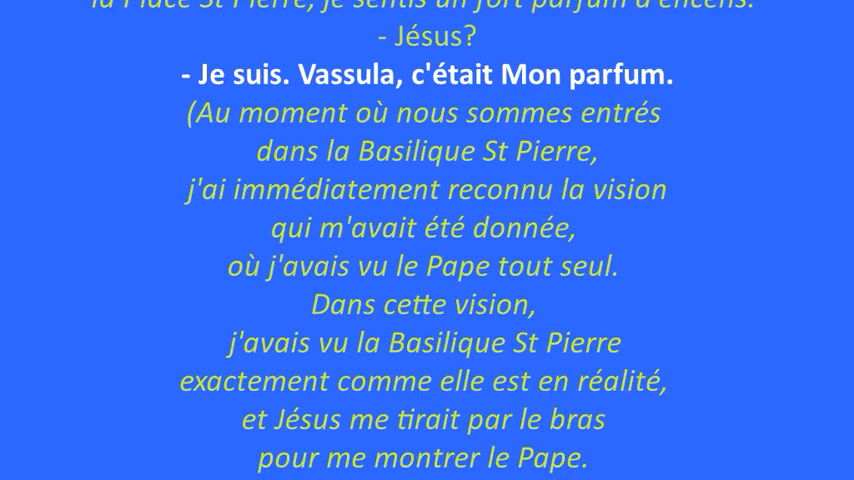 la Place St Pierre, je sentis un fort parfum d'encens.
- Jésus?
- Je suis. Vassula, c'était Mon parfum.
(Au moment où nous sommes entrés
dans la Basilique St Pierre,
j'ai immédiatement reconnu la vision
qui m'avait été donnée,
où j'avais vu le Pape tout seul.
Dans cette vision,
j'avais vu la Basilique St Pierre
exactement comme elle est en réalité,
et Jésus me tirait par le bras
pour me montrer le Pape.